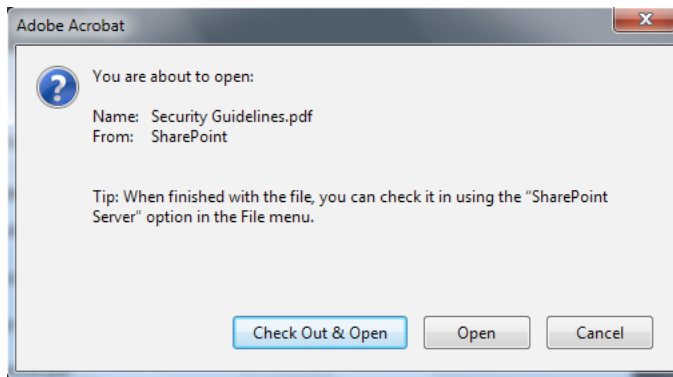 Adobe Acrobat
You are about to open:
Name: Security Guidelines.pdf
From: SharePoint
Tip: When finished with the file, you can check it in using the “SharePoint
Server” option in the File menu.
Check Out & Open
Open
Cancel